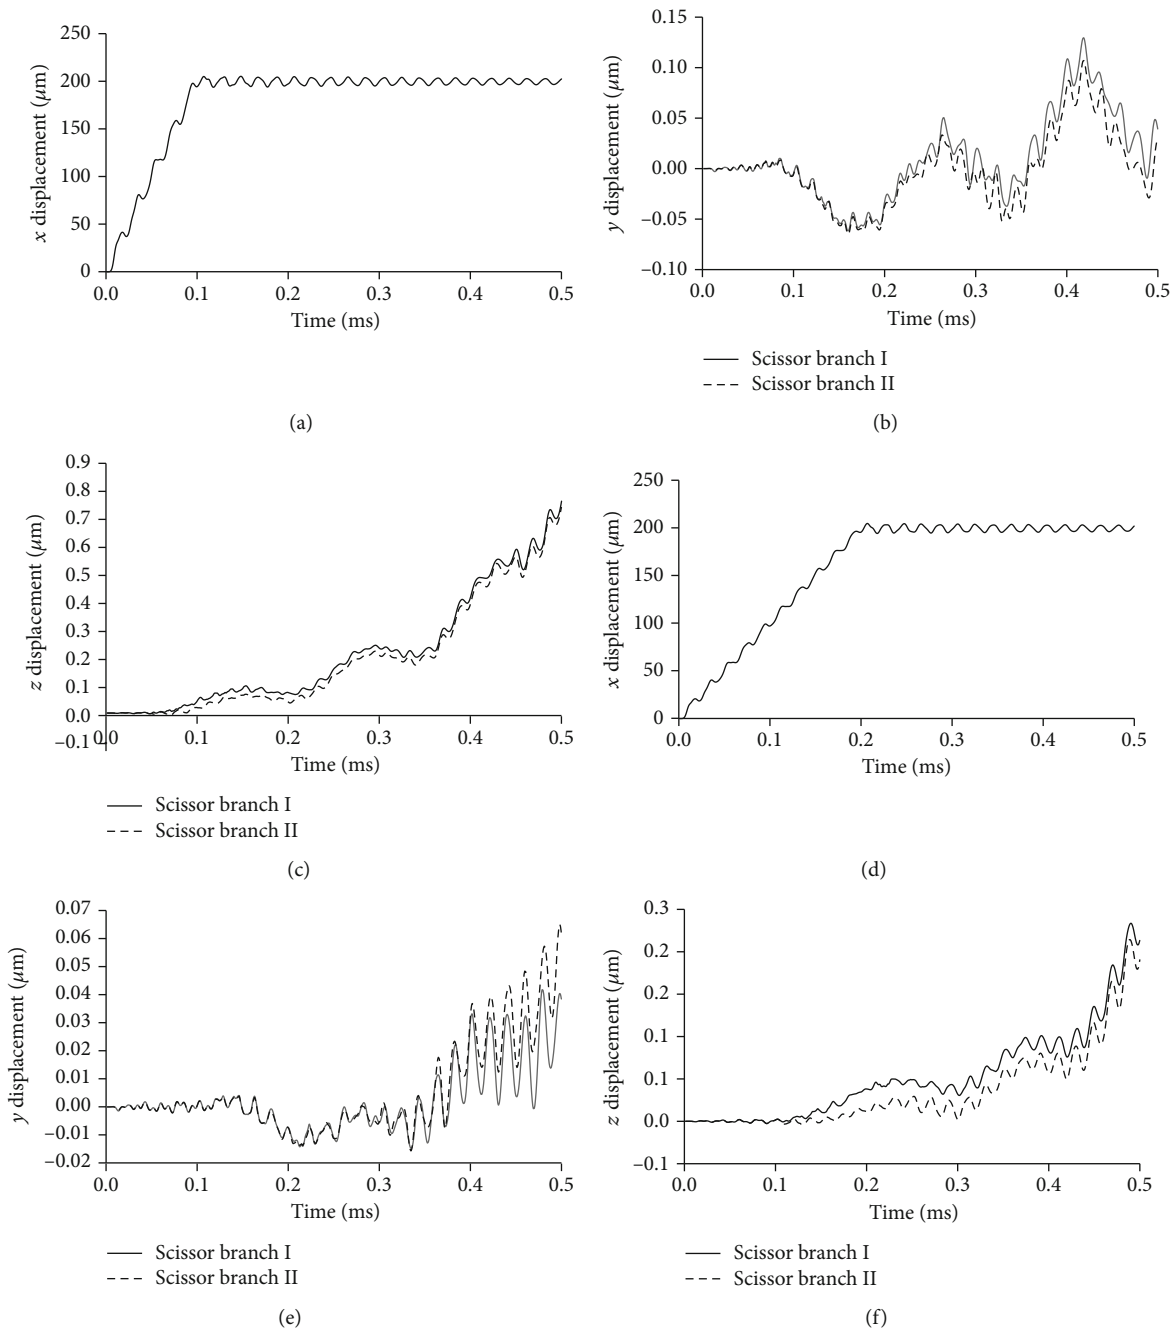 250
200
150
100
50
0
x displacement (μm)
0.0 0.1 0.2 0.3 0.4 0.5
Time (ms)
(a)
0.15
0.10
0.05
0.00
–0.05
–0.10
y displacement (μm)
0.0 0.1 0.2 0.3 0.4 0.5
Time (ms)
Scissor branch I
Scissor branch II
(b)
0.9
0.8
0.7
0.6
0.5
0.4
0.3
0.2
0.1
0.0
–0.1
z displacement (μm)
0.0 0.1 0.2 0.3 0.4 0.5
Time (ms)
Scissor branch I
Scissor branch II
(c)
250
200
150
100
50
0
x displacement (μm)
0.0 0.1 0.2 0.3 0.4 0.5
Time (ms)
(d)
0.07
0.06
0.05
0.04
0.03
0.02
0.01
0.00
–0.01
–0.02
y displacement (μm)
0.0 0.1 0.2 0.3 0.4 0.5
Time (ms)
Scissor branch I
Scissor branch II
(e)
0.3
0.2
0.2
0.1
0.1
0.0
–0.1
z displacement (μm)
0.0 0.1 0.2 0.3 0.4 0.5
Time (ms)
Scissor branch I
Scissor branch II
(f)